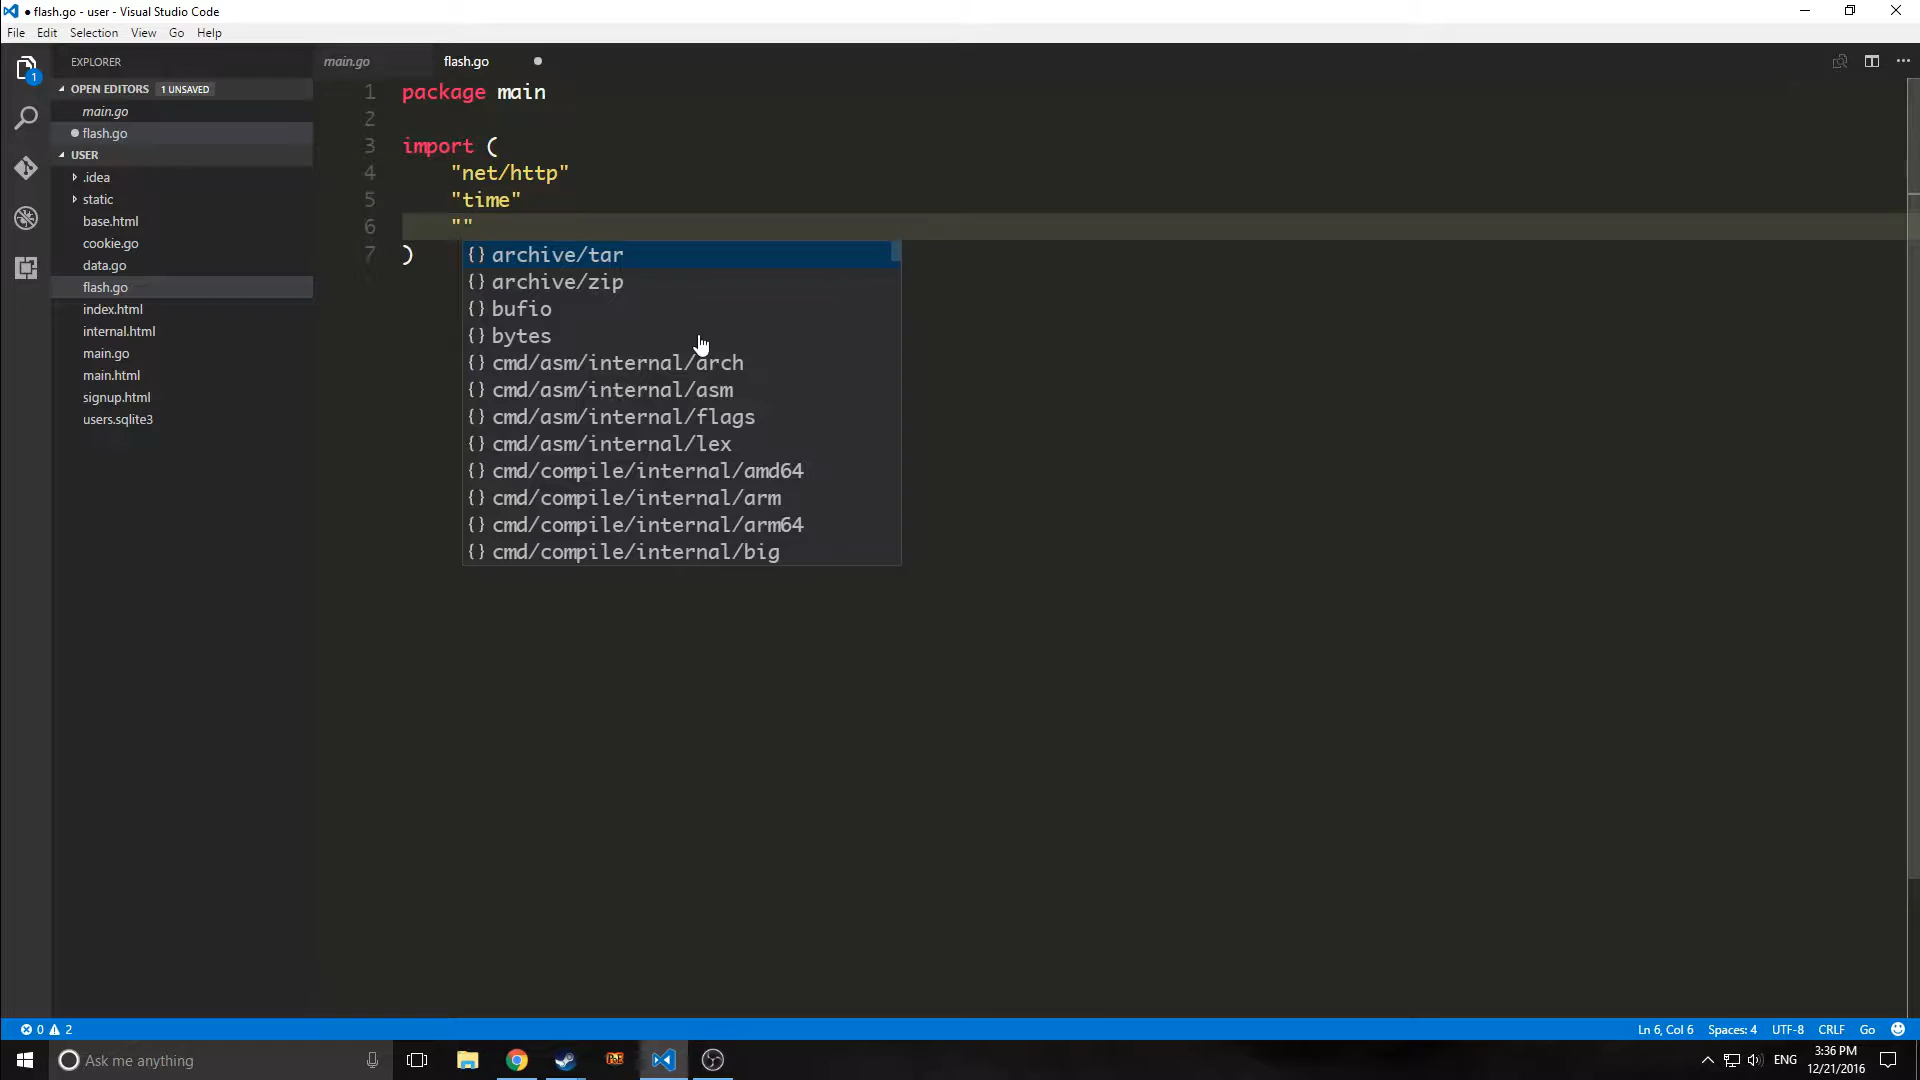 flash.go - user - Visual Studio Code
File Edit Selection View Go Help
EXPLORER
OPEN EDITORS 1 UNSAVED
main.go
flash.go
USER
.idea
static
base.html
cookie.go
data.go
flash.go
index.html
internal.html
main.go
main.html
signup.html
users.sqlite3
1
main.go flash.go
1 package main
2
3 import (
4 "net/http"
5 "time"
6 ""
7 )
{} archive/tar
{} archive/zip
{} bufio
{} bytes
{} cmd/asm/internal/arch
{} cmd/asm/internal/asm
{} cmd/asm/internal/flags
{} cmd/asm/internal/lex
{} cmd/compile/internal/amd64
{} cmd/compile/internal/arm
{} cmd/compile/internal/arm64
{} cmd/compile/internal/big
0 2 Ln 6, Col 6 Spaces: 4 UTF-8 CRLF Go
Ask me anything
ENG
3:36 PM
12/21/2016